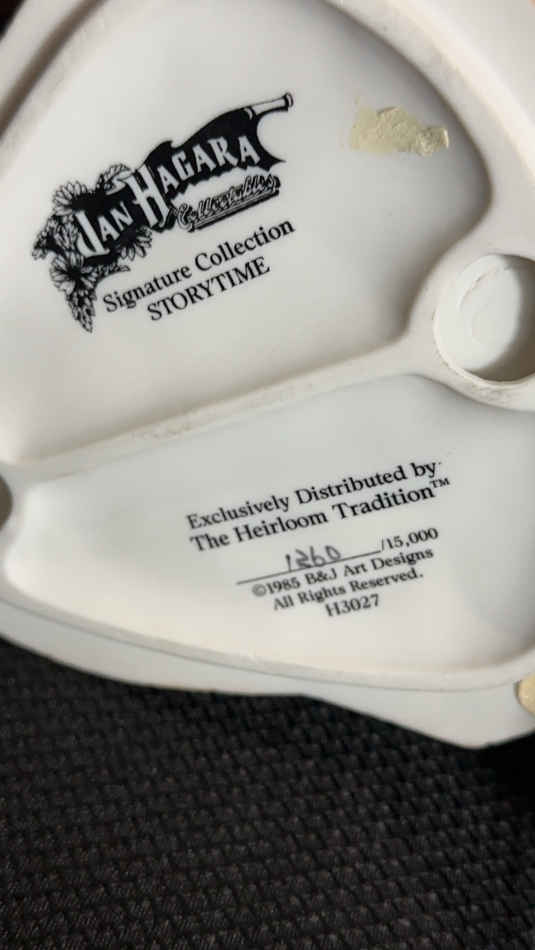 JAN HAGARA
Collectables
Signature Collection
STORYTIME
Exclusively Distributed by
The Heirloom Tradition™
1260/15,000
©1985 B&J Art Designs
All Rights Reserved.
H3027